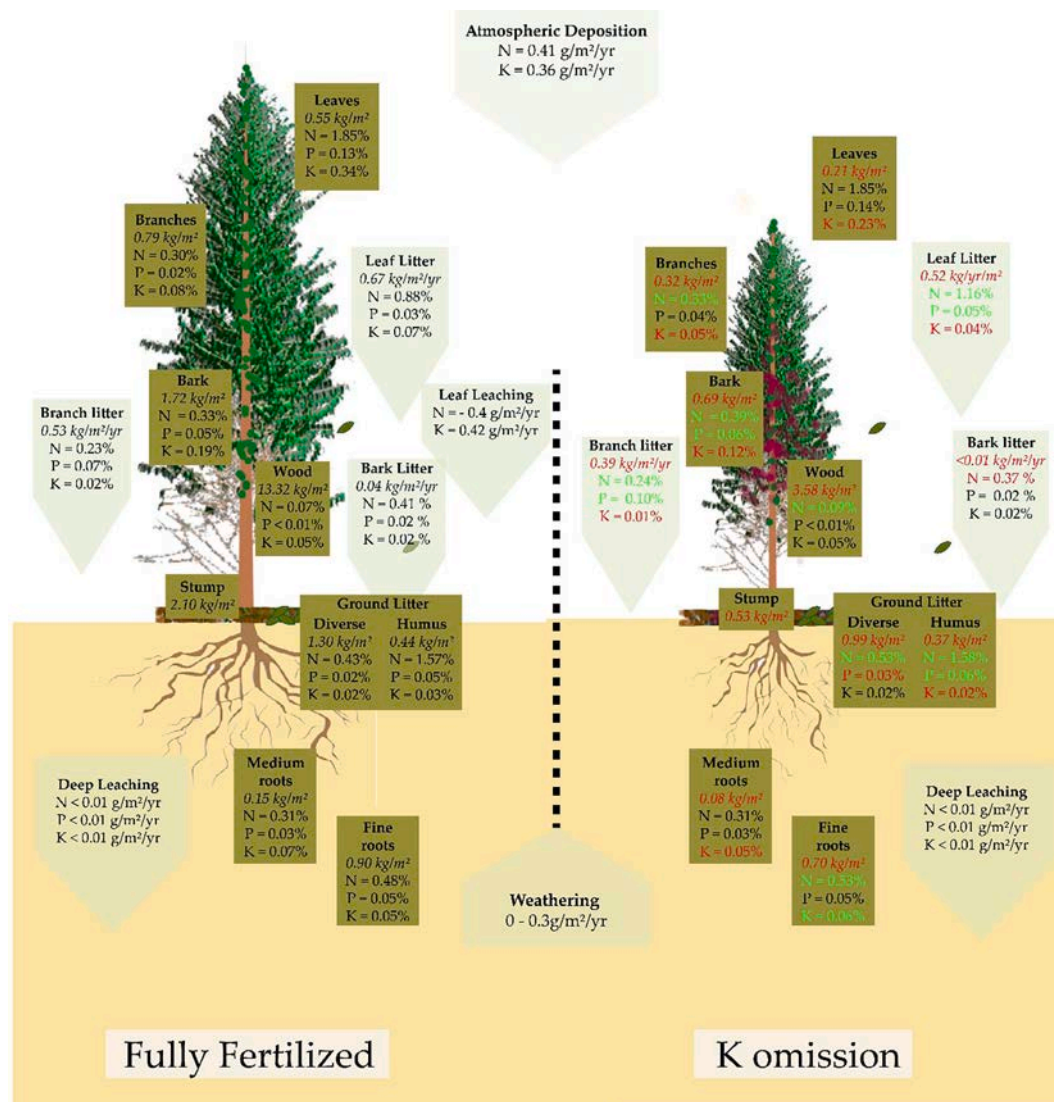 Atmospheric Deposition
N = 0.41 g/m²/yr
K = 0.36 g/m²/yr
Leaves
0.55 kg/m²
N = 1.85%
P = 0.13%
K = 0.34%
Branches
0.79 kg/m²
N = 0.30%
P = 0.02%
K = 0.08%
Leaf Litter
0.67 kg/m²/yr
N = 0.88%
P = 0.03%
K = 0.07%
Bark
1.72 kg/m²
N = 0.33%
P = 0.05%
K = 0.19%
Leaf Leaching
N = - 0.4 g/m²/yr
K = 0.42 g/m²/yr
Branch litter
0.53 kg/m²/yr
N = 0.23%
P = 0.07%
K = 0.02%
Wood
13.32 kg/m²
N = 0.07%
P < 0.01%
K = 0.05%
Bark Litter
0.04 kg/m²/yr
N = 0.41 %
P = 0.02 %
K = 0.02 %
Stump
2.10 kg/m²
Ground Litter
Diverse Humus
1.30 kg/m² 0.44 kg/m²
N = 0.43% N = 1.57%
P = 0.02% P = 0.05%
K = 0.02% K = 0.03%
Deep Leaching
N < 0.01 g/m²/yr
P < 0.01 g/m²/yr
K < 0.01 g/m²/yr
Medium
roots
0.15 kg/m²
N = 0.31%
P = 0.03%
K = 0.07%
Fine
roots
0.90 kg/m²
N = 0.48%
P = 0.05%
K = 0.05%
Weathering
0 - 0.3g/m²/yr
Fully Fertilized
Leaves
0.21 kg/m²
N = 1.85%
P = 0.14%
K = 0.23%
Branches
0.32 kg/m²
N = 0.33%
P = 0.04%
K = 0.05%
Leaf Litter
0.52 kg/yr/m²
N = 1.16%
P = 0.05%
K = 0.04%
Bark
0.69 kg/m²
N = 0.39%
P = 0.06%
K = 0.12%
Branch litter
0.39 kg/m²/yr
N = 0.24%
P = 0.10%
K = 0.01%
Wood
3.58 kg/m²
N = 0.09%
P < 0.01%
K = 0.05%
Bark litter
<0.01 kg/m²/yr
N = 0.37 %
P = 0.02 %
K = 0.02%
Stump
0.53 kg/m²
Ground Litter
Diverse Humus
0.99 kg/m² 0.37 kg/m²
N = 0.53% N = 1.58%
P = 0.03% P = 0.06%
K = 0.02% K = 0.02%
Medium
roots
0.08 kg/m²
N = 0.31%
P = 0.03%
K = 0.05%
Fine
roots
0.70 kg/m²
N = 0.53%
P = 0.05%
K = 0.06%
Deep Leaching
N < 0.01 g/m²/yr
P < 0.01 g/m²/yr
K < 0.01 g/m²/yr
K omission